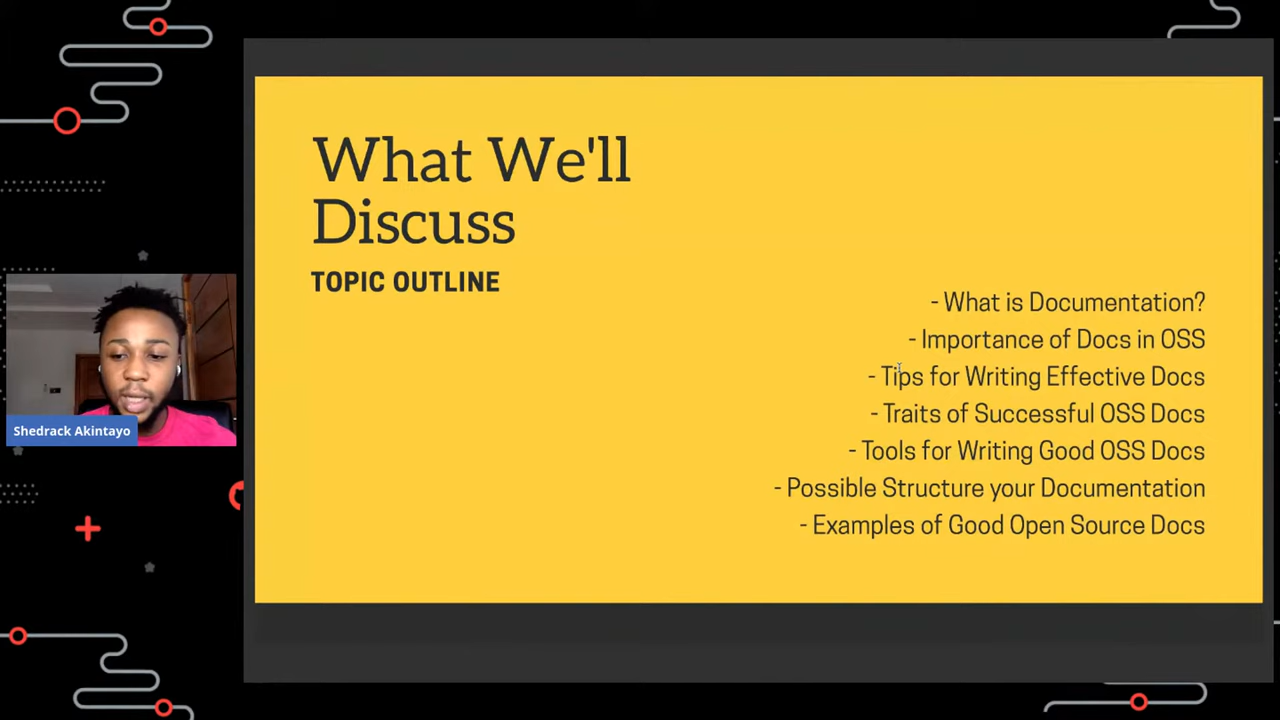 What We'll
Discuss
TOPIC OUTLINE
- What is Documentation?
- Importance of Docs in OSS
- Tips for Writing Effective Docs
- Traits of Successful OSS Docs
- Tools for Writing Good OSS Docs
- Possible Structure your Documentation
- Examples of Good Open Source Docs
Shedrack Akintayo